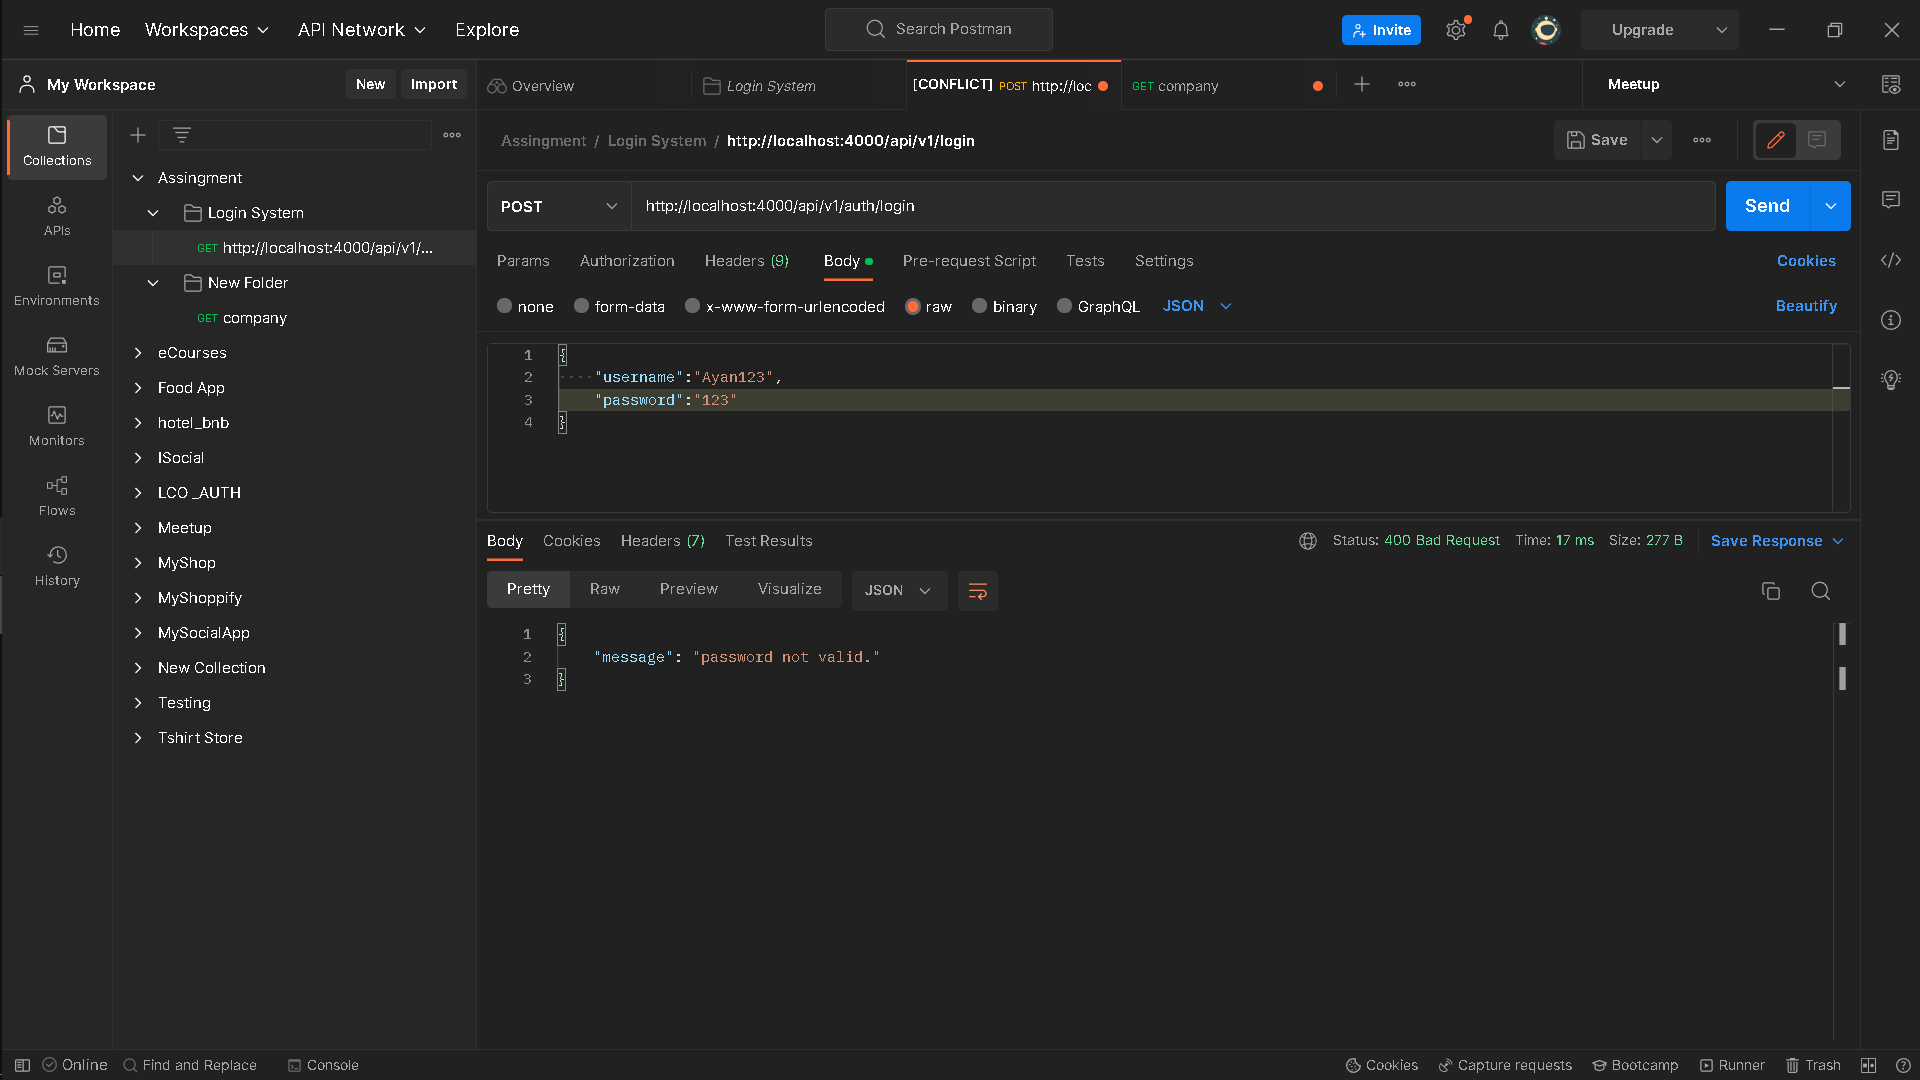 Home Workspaces API Network Explore Search Postman Invite Upgrade
My Workspace New Import Overview Login System [CONFLICT] POST http://loc GET company Meetup
Collections
APIs
Environments
Mock Servers
Monitors
Flows
History
Assingment
Login System
GET http://localhost:4000/api/v1/...
New Folder
GET company
eCourses
Food App
hotel_bnb
ISocial
LCO _AUTH
Meetup
MyShop
MyShoppify
MySocialApp
New Collection
Testing
Tshirt Store
Assingment / Login System / http://localhost:4000/api/v1/login Save
POST http://localhost:4000/api/v1/auth/login Send
Params Authorization Headers (9) Body Pre-request Script Tests Settings Cookies
none form-data x-www-form-urlencoded raw binary GraphQL JSON Beautify
1 {
2 "username":"Ayan123",
3 "password":"123"
4 }
Body Cookies Headers (7) Test Results Status: 400 Bad Request Time: 17 ms Size: 277 B Save Response
Pretty Raw Preview Visualize JSON
1 {
2 "message": "password not valid."
3 }
Online Find and Replace Console Cookies Capture requests Bootcamp Runner Trash